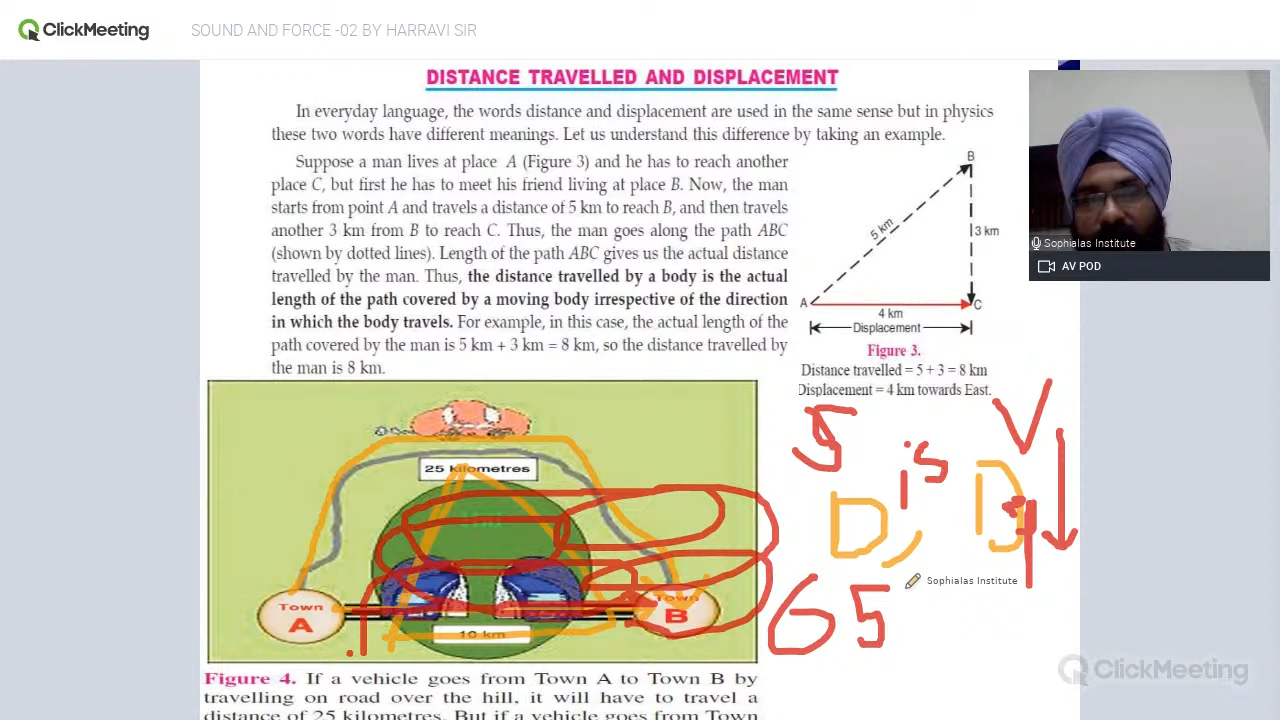 ClickMeeting
SOUND AND FORCE -02 BY HARRAVI SIR
DISTANCE TRAVELLED AND DISPLACEMENT
In everyday language, the words distance and displacement are used in the same sense but in physics
these two words have different meanings. Let us understand this difference by taking an example.
Suppose a man lives at place A (Figure 3) and he has to reach another
place C, but first he has to meet his friend living at place B. Now, the man
starts from point A and travels a distance of 5 km to reach B, and then travels
another 3 km from B to reach C. Thus, the man goes along the path ABC
(shown by dotted lines). Length of the path ABC gives us the actual distance
travelled by the man. Thus, the distance travelled by a body is the actual
length of the path covered by a moving body irrespective of the direction
in which the body travels. For example, in this case, the actual length of the
path covered by the man is 5 km + 3 km = 8 km, so the distance travelled by
the man is 8 km.
B
5 km
3 km
A
C
4 km
Displacement
Figure 3.
Distance travelled = 5 + 3 = 8 km
Displacement = 4 km towards East.
Sophialas Institute
AV POD
25 kilometres
Town
A
Town
B
10 km
5
is
V
D, D
65
Sophialas Institute
Figure 4. If a vehicle goes from Town A to Town B by
travelling on road over the hill, it will have to travel a
distance of 25 kilometres. But if a vehicle goes from Town
ClickMeeting